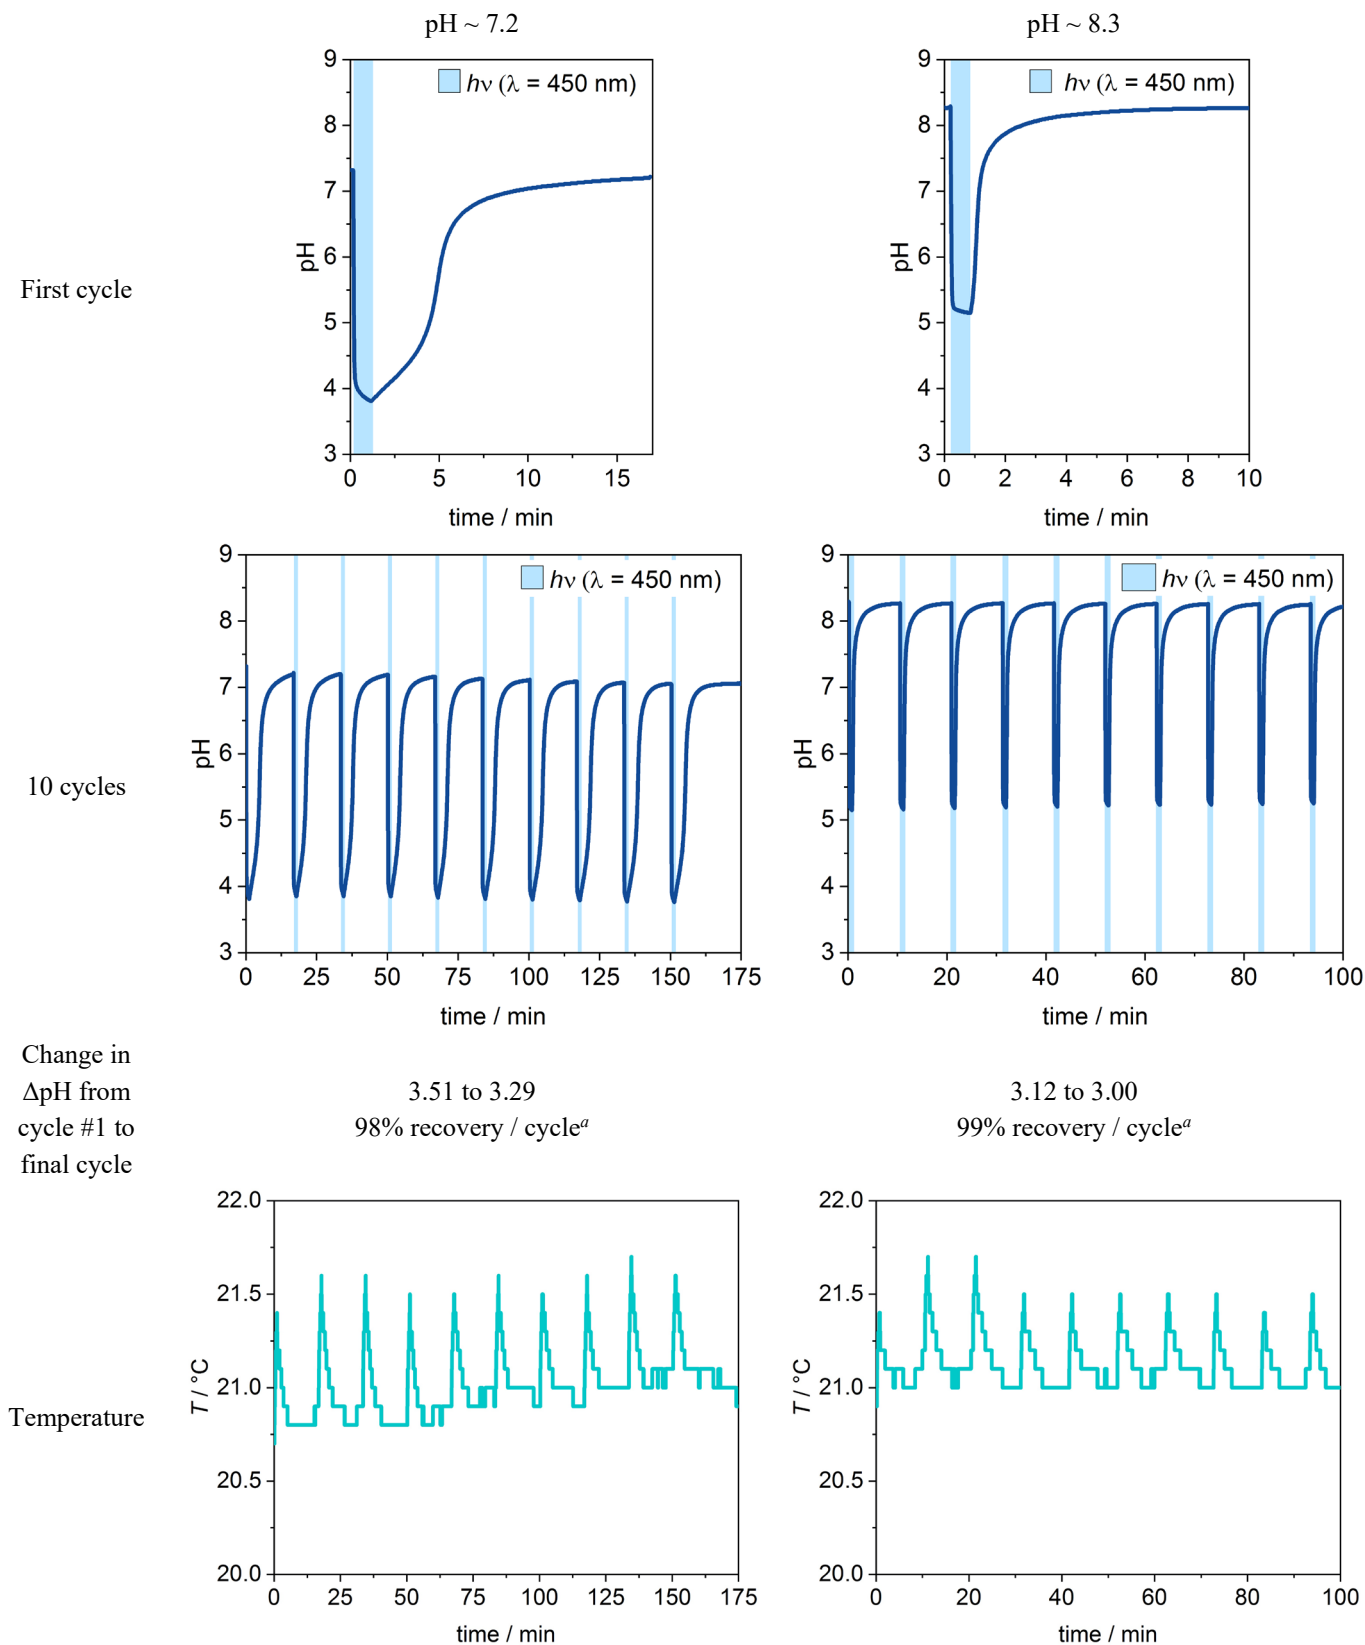 pH ~ 7.2
pH ~ 8.3
First cycle
9
8
7
6
5
4
3
pH
hν (λ = 450 nm)
0 5 10 15
time / min
9
8
7
6
5
4
3
pH
hν (λ = 450 nm)
0 2 4 6 8 10
time / min
10 cycles
9
8
7
6
5
4
3
pH
hν (λ = 450 nm)
0 25 50 75 100 125 150 175
time / min
9
8
7
6
5
4
3
pH
hν (λ = 450 nm)
0 20 40 60 80 100
time / min
Change in
ΔpH from
cycle #1 to
final cycle
3.51 to 3.29
98% recovery / cycleᵃ
3.12 to 3.00
99% recovery / cycleᵃ
Temperature
22.0
21.5
21.0
20.5
20.0
T / °C
0 25 50 75 100 125 150 175
time / min
22.0
21.5
21.0
20.5
20.0
T / °C
0 20 40 60 80 100
time / min